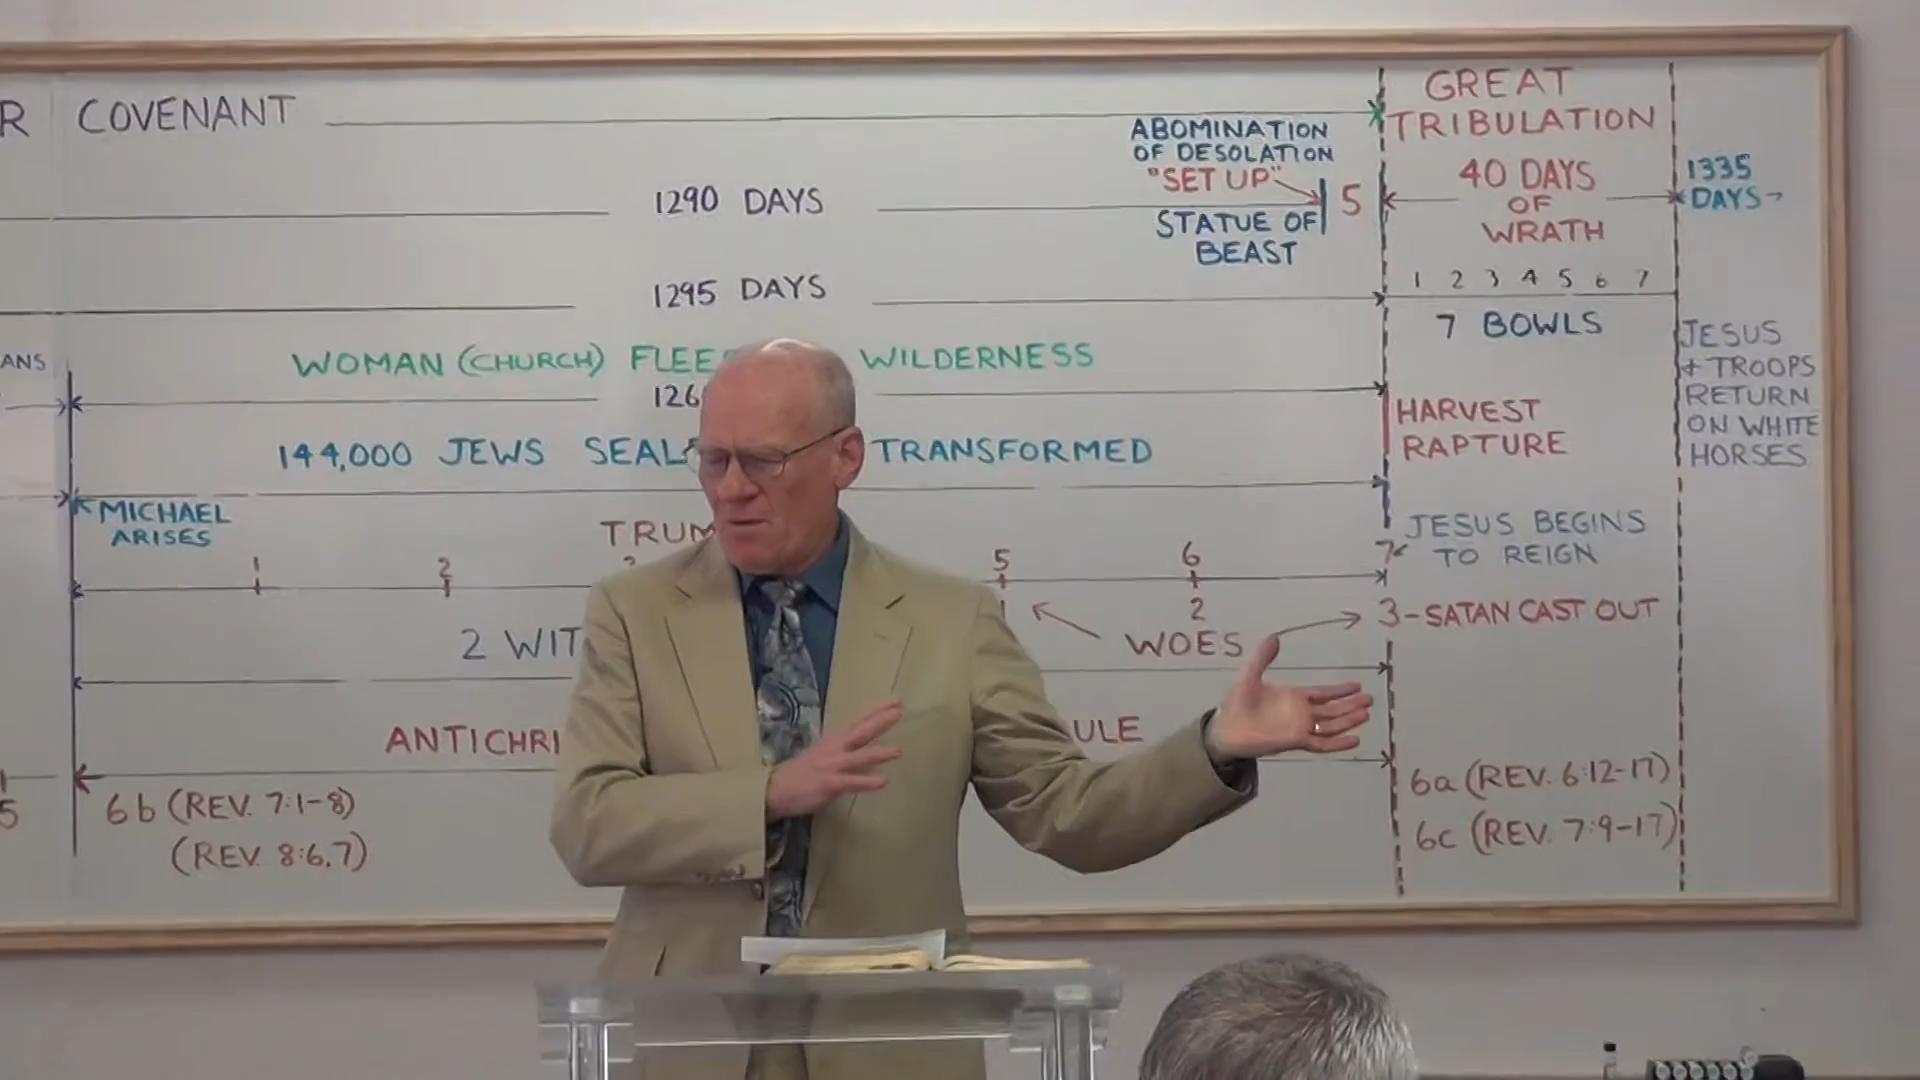 R COVENANT
GREAT
TRIBULATION
ABOMINATION
OF DESOLATION
"SET UP"
STATUE OF
BEAST
5
1290 DAYS
40 DAYS
OF
WRATH
1335
DAYS
1295 DAYS
1 2 3 4 5 6 7
7 BOWLS
ANS
WOMAN (CHURCH) FLEE WILDERNESS
126
HARVEST
RAPTURE
JESUS
+ TROOPS
RETURN
ON WHITE
HORSES
144,000 JEWS SEAL TRANSFORMED
MICHAEL
ARISES
TRUM
1 2 5 6 7
JESUS BEGINS
TO REIGN
1 2 3-SATAN CAST OUT
WOES
2 WIT
ANTICHRI ULE
5
6b (REV. 7:1-8)
(REV. 8:6,7)
6a (REV. 6:12-17)
6c (REV. 7:9-17)